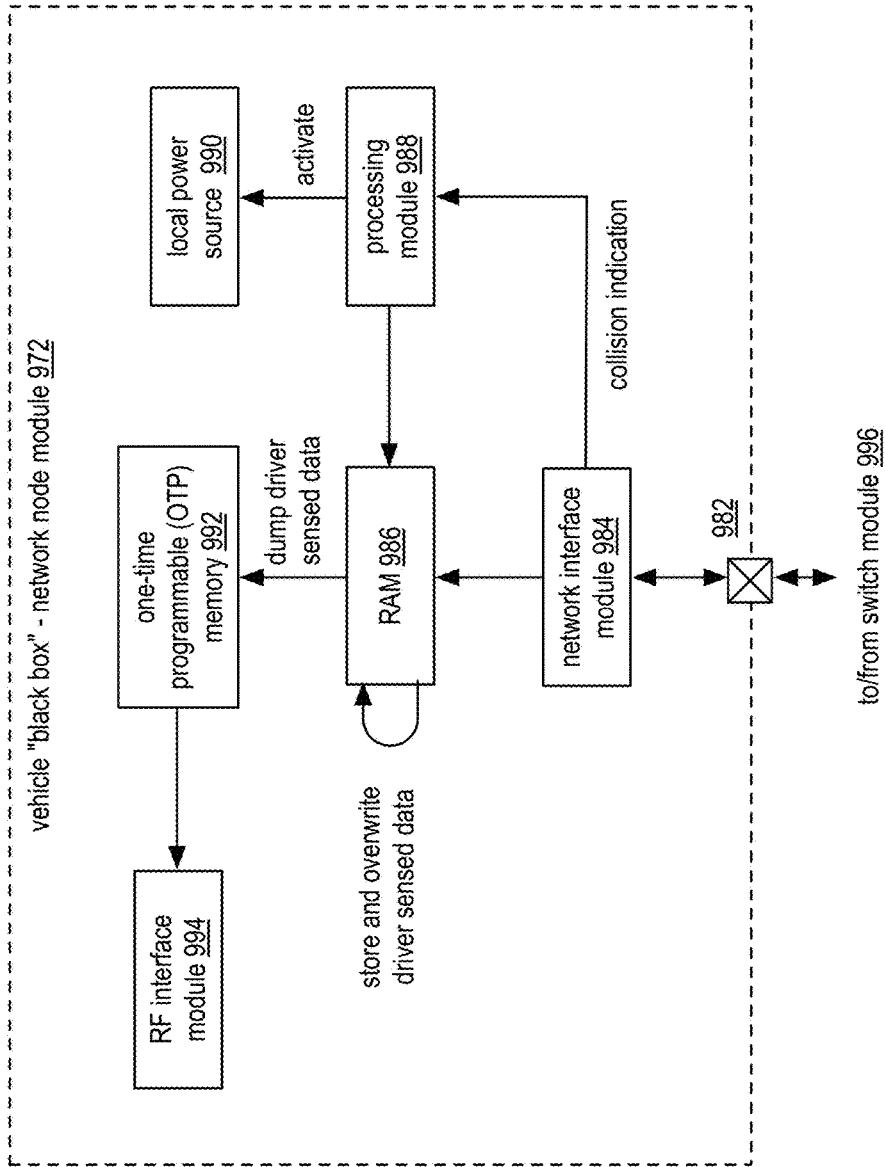 vehicle "black box" - network node module 972
RF interface
module 994
one-time
programmable (OTP)
memory 992
local power
source 990
dump driver
sensed data
activate
store and overwrite
driver sensed data
RAM 986
processing
module 988
network interface
module 984
collision indication
982
to/from switch module 996